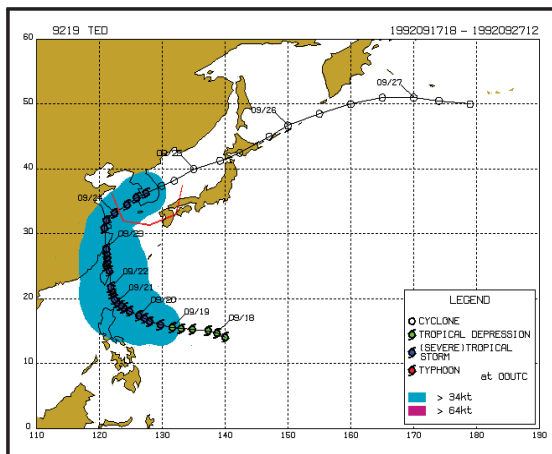 9219 TED 1992091718 - 1992092712
60
50
40
30
20
10
0
110 120 130 140 150 160 170 180 190
09/27
09/26
09/25
09/24
09/23
09/22
09/21
09/20
09/19
09/18
LEGEND
CYCLONE
TROPICAL DEPRESSION
(SEVERE)TROPICAL
STORM
TYPHOON at 00UTC
> 34kt
> 64kt